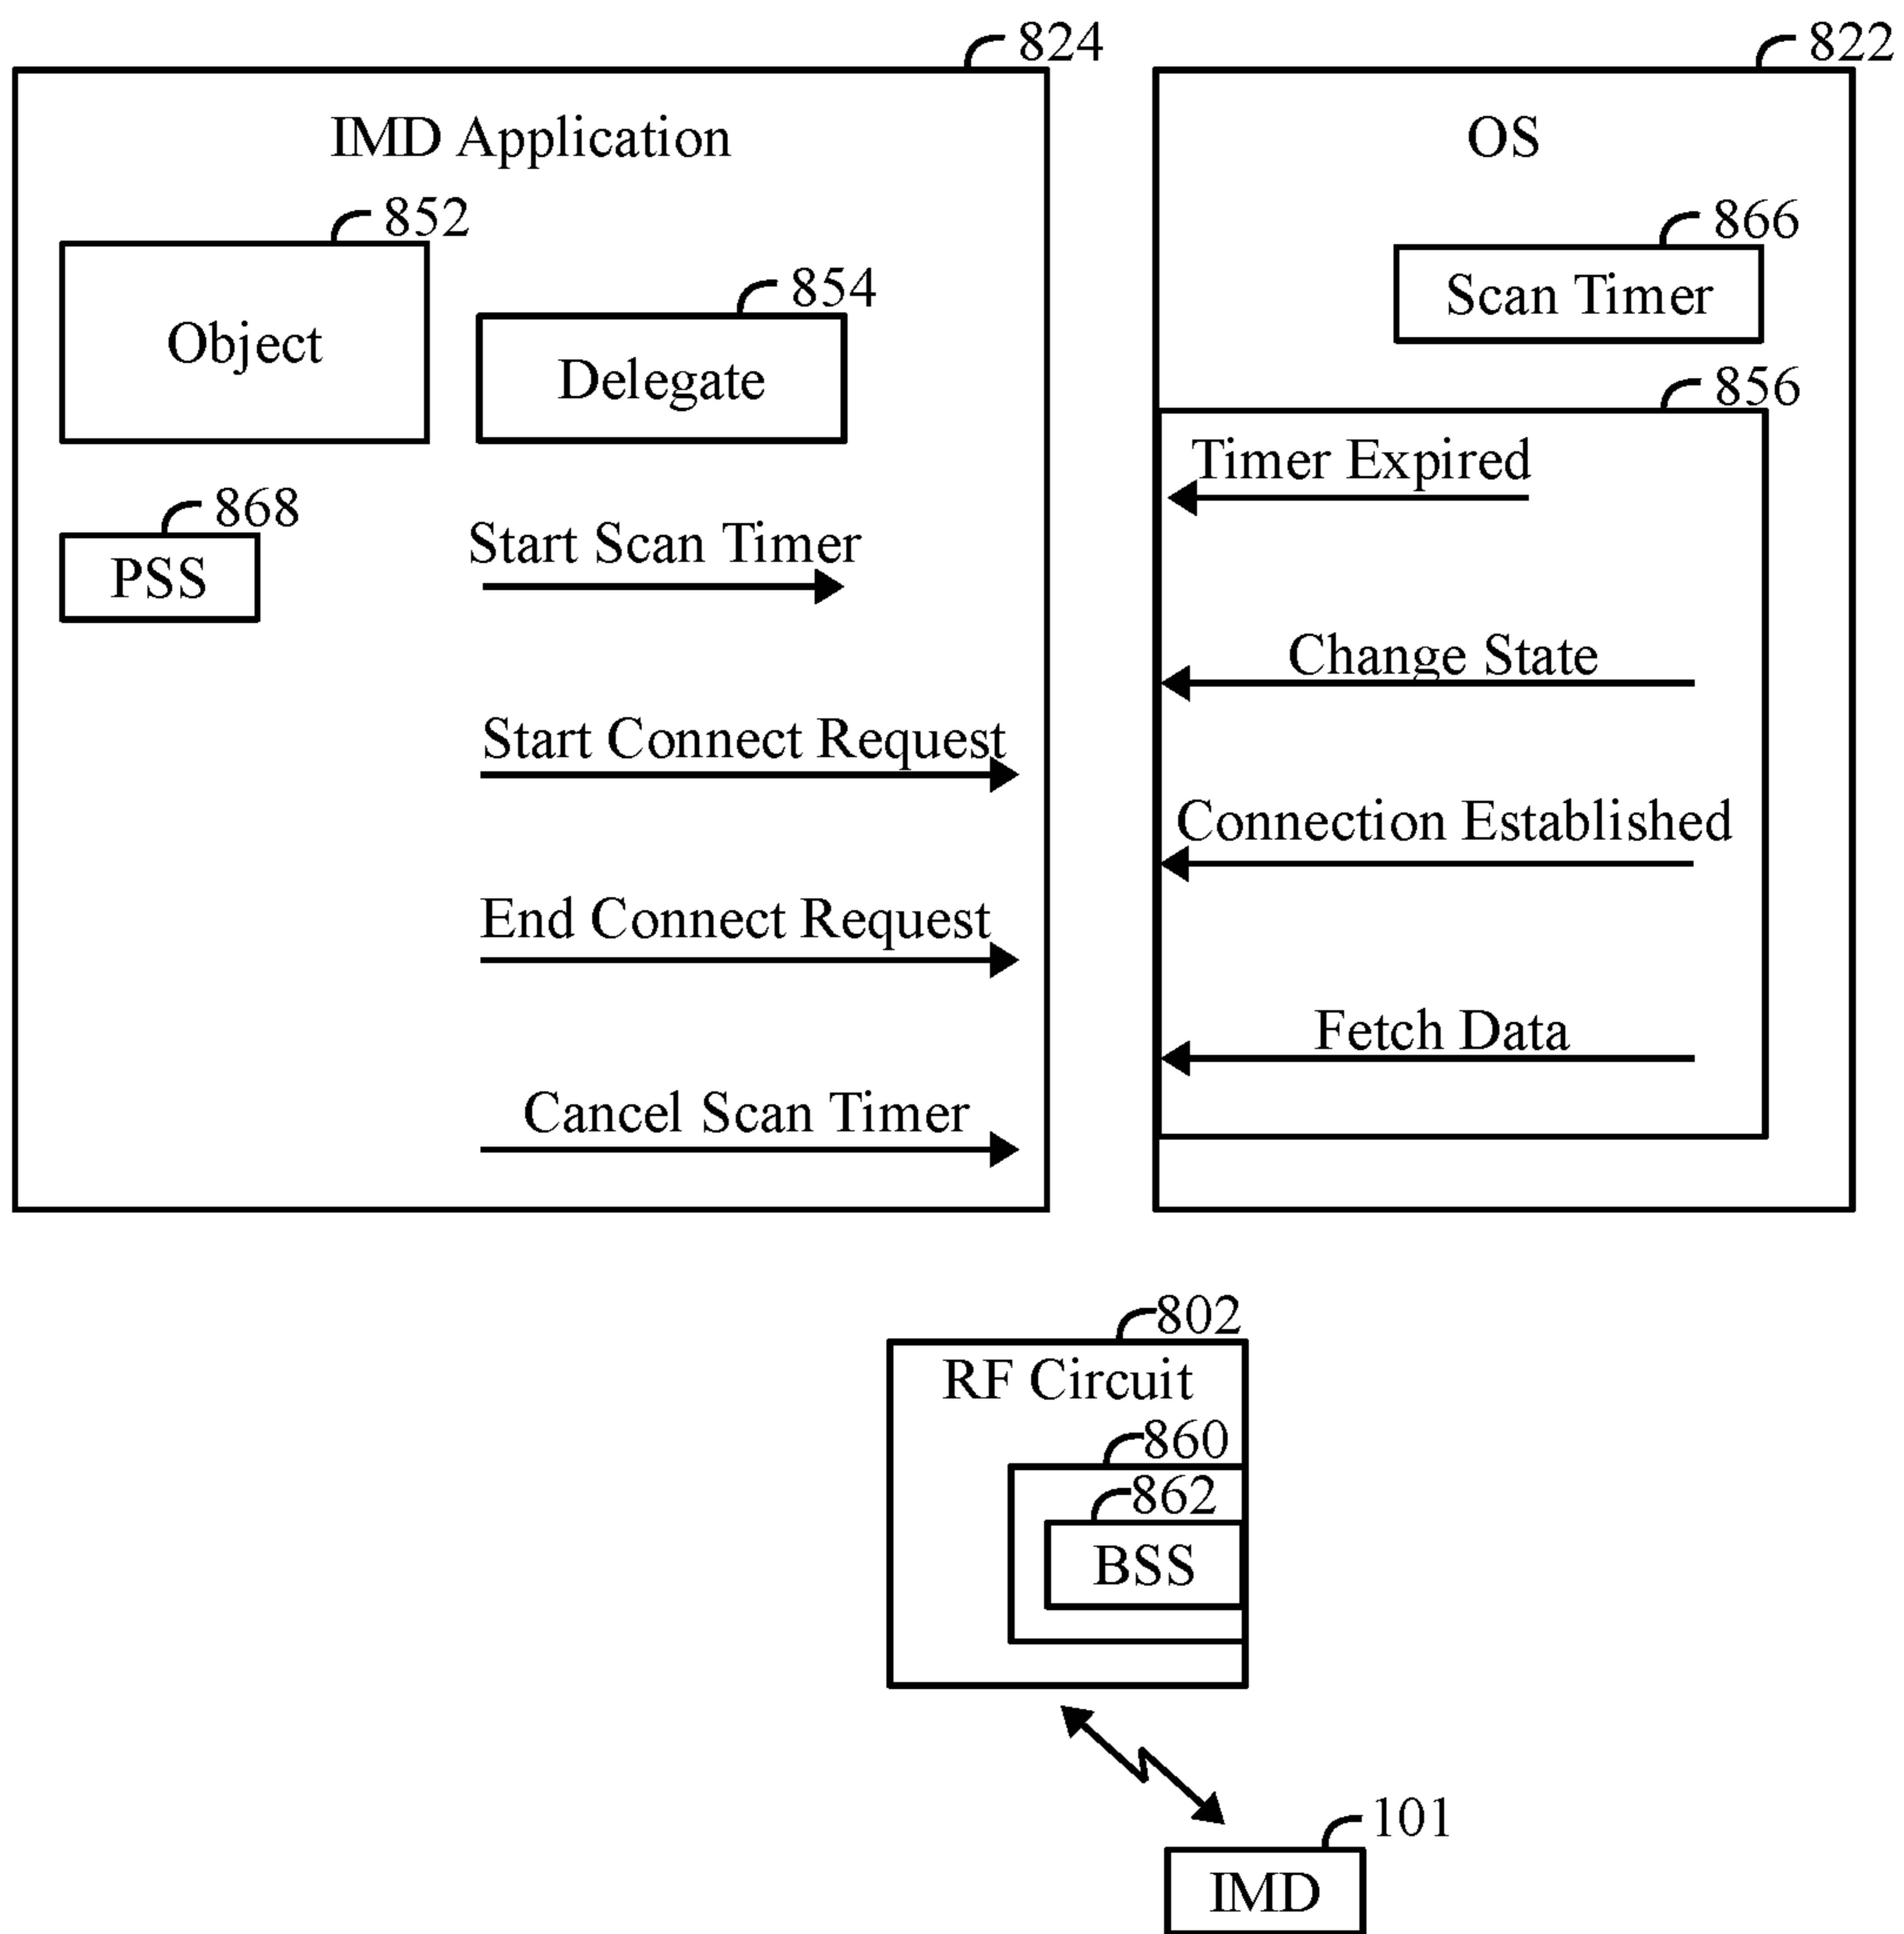 824
IMD Application
852
Object
854
Delegate
868
PSS
Start Scan Timer
Start Connect Request
End Connect Request
Cancel Scan Timer
822
OS
866
Scan Timer
856
Timer Expired
Change State
Connection Established
Fetch Data
802
RF Circuit
860
862
BSS
101
IMD